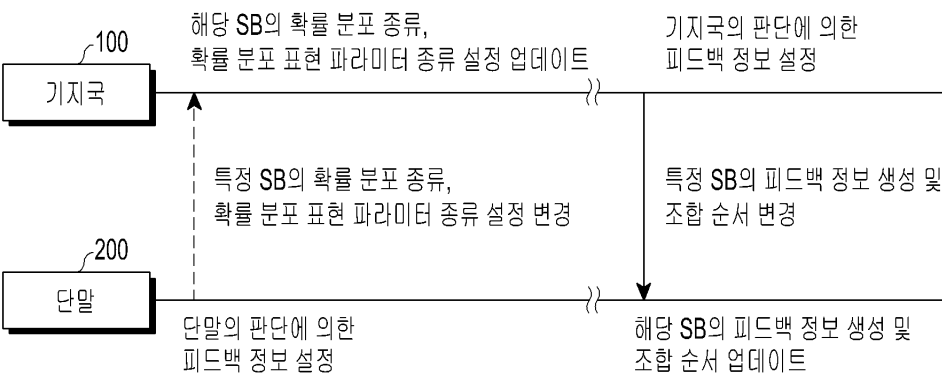 100
기지국
해당 SB의 확률 분포 종류,
확률 분포 표현 파라미터 종류 설정 업데이트
기지국의 판단에 의한
피드백 정보 설정
특정 SB의 확률 분포 종류,
확률 분포 표현 파라미터 종류 설정 변경
특정 SB의 피드백 정보 생성 및
조합 순서 변경
200
단말
단말의 판단에 의한
피드백 정보 설정
해당 SB의 피드백 정보 생성 및
조합 순서 업데이트